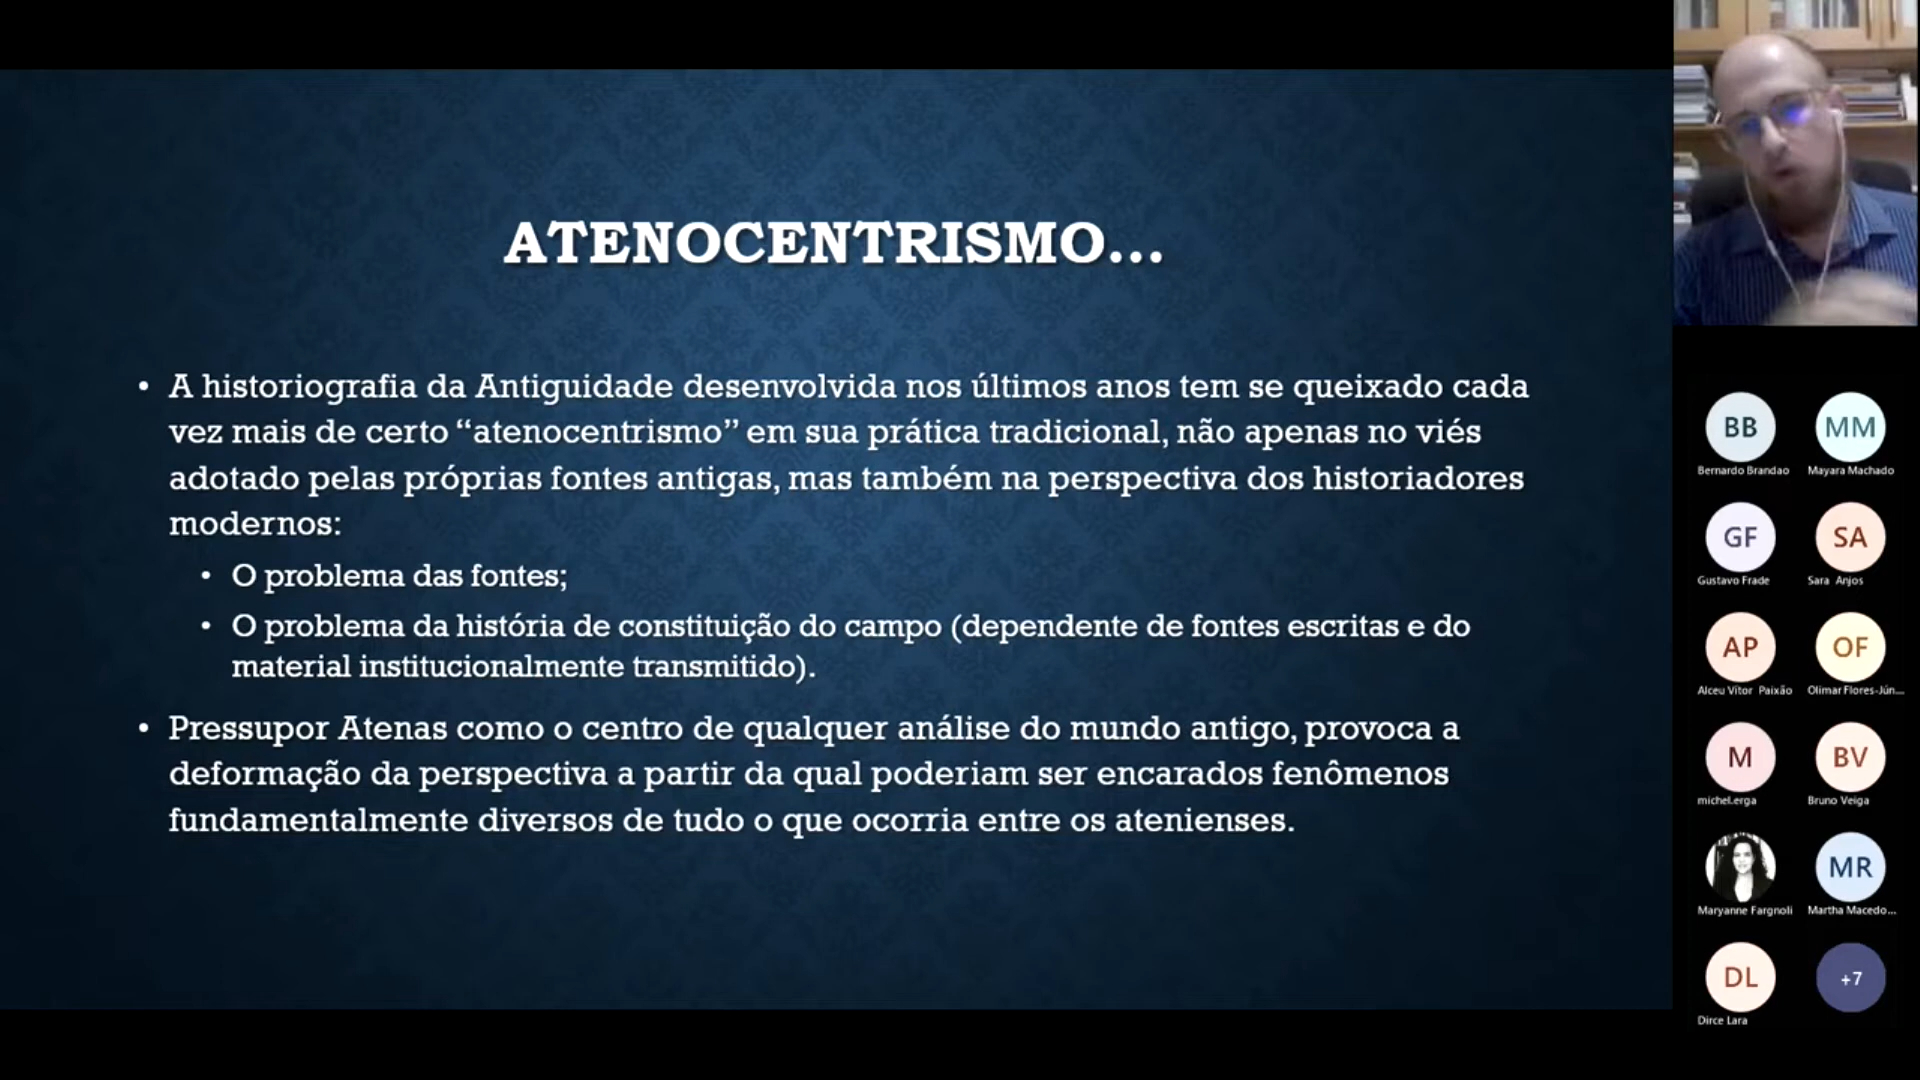 ATENOCENTRISMO...
• A historiografia da Antiguidade desenvolvida nos últimos anos tem se queixado cada
vez mais de certo “atenocentrismo” em sua prática tradicional, não apenas no viés
adotado pelas próprias fontes antigas, mas também na perspectiva dos historiadores
modernos:
• O problema das fontes;
• O problema da história de constituição do campo (dependente de fontes escritas e do
material institucionalmente transmitido).
• Pressupor Atenas como o centro de qualquer análise do mundo antigo, provoca a
deformação da perspectiva a partir da qual poderiam ser encarados fenômenos
fundamentalmente diversos de tudo o que ocorria entre os atenienses.
BB MM
Bernardo Brandao Mayara Machado
GF SA
Gustavo Frade Sara Anjos
AP OF
Alceu Vítor Paixão Olimar Flores-Jún...
M BV
michel.erga Bruno Veiga
MR
Maryanne Fargnoli Martha Macedo...
DL +7
Dirce Lara